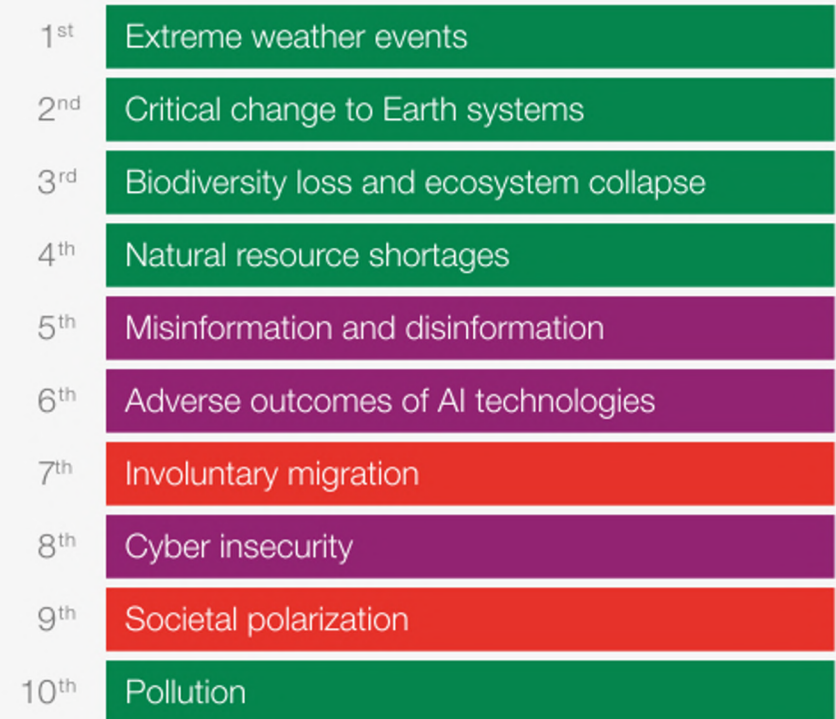 1st Extreme weather events
2nd Critical change to Earth systems
3rd Biodiversity loss and ecosystem collapse
4th Natural resource shortages
5th Misinformation and disinformation
6th Adverse outcomes of AI technologies
7th Involuntary migration
8th Cyber insecurity
9th Societal polarization
10th Pollution